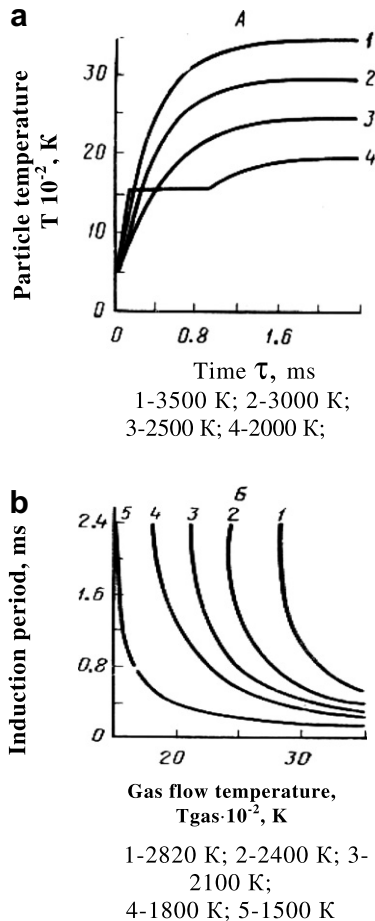 a
А
Particle temperature
T 10⁻², K
30
20
10
0
1
2
3
4
0 0.8 1.6
Time τ, ms
1-3500 K; 2-3000 K;
3-2500 K; 4-2000 K;
b
Б
Induction period, ms
2.4
1.6
0.8
0
5 4 3 2 1
20 30
Gas flow temperature,
Tgas·10⁻², K
1-2820 K; 2-2400 K; 3-
2100 K;
4-1800 K; 5-1500 K